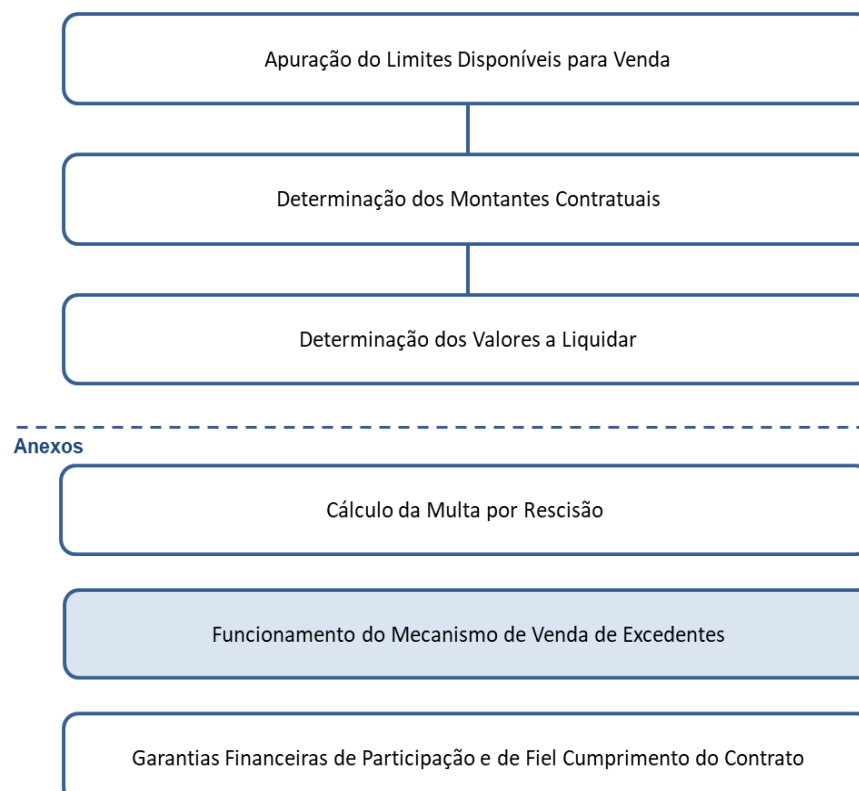 Apuração do Limites Disponíveis para Venda
Determinação dos Montantes Contratuais
Determinação dos Valores a Liquidar
Anexos
Cálculo da Multa por Rescisão
Funcionamento do Mecanismo de Venda de Excedentes
Garantias Financeiras de Participação e de Fiel Cumprimento do Contrato